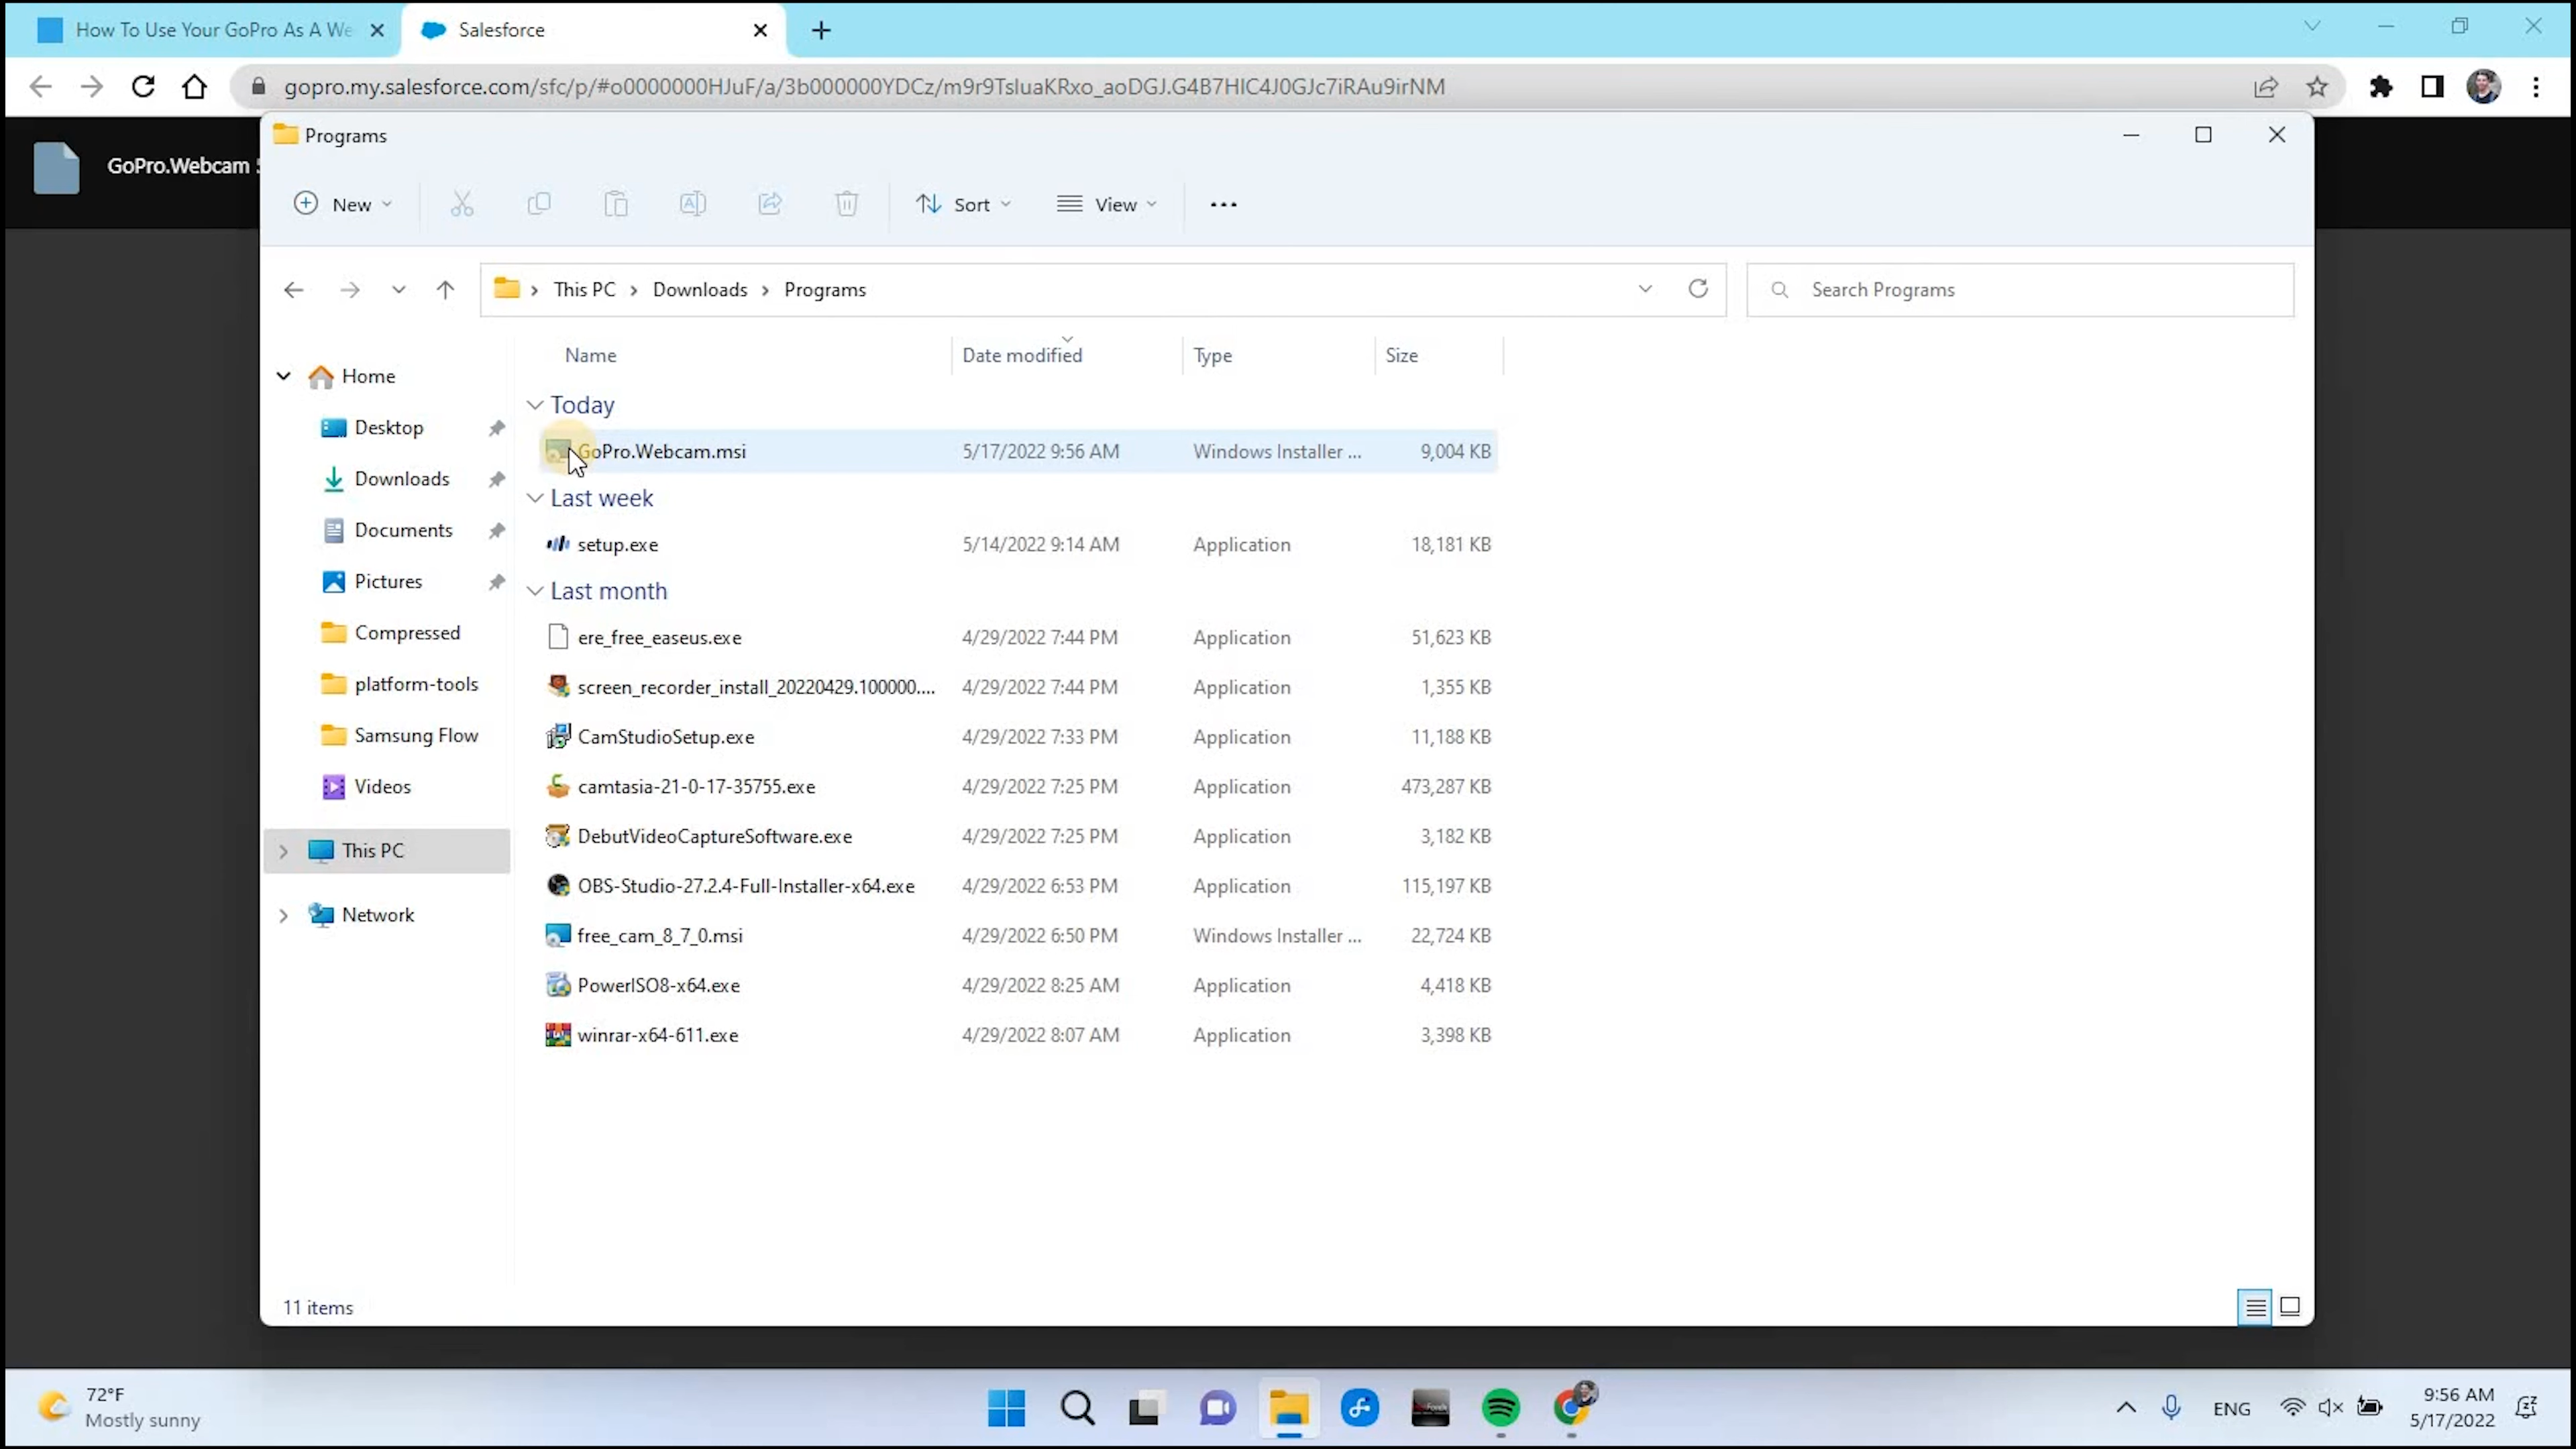 How To Use Your GoPro As A We
Salesforce
gopro.my.salesforce.com/sfc/p/#o0000000HJuF/a/3b000000YDCz/m9r9TsIuaKRxo_aoDGJ.G4B7HIC4J0GJc7iRAu9irNM
GoPro.Webcam
Programs
New
Sort
View
This PC > Downloads > Programs
Search Programs
Name Date modified Type Size
Home
Desktop
Downloads
Documents
Pictures
Compressed
platform-tools
Samsung Flow
Videos
This PC
Network
Today
GoPro.Webcam.msi 5/17/2022 9:56 AM Windows Installer ... 9,004 KB
Last week
setup.exe 5/14/2022 9:14 AM Application 18,181 KB
Last month
ere_free_easeus.exe 4/29/2022 7:44 PM Application 51,623 KB
screen_recorder_install_20220429.100000.... 4/29/2022 7:44 PM Application 1,355 KB
CamStudioSetup.exe 4/29/2022 7:33 PM Application 11,188 KB
camtasia-21-0-17-35755.exe 4/29/2022 7:25 PM Application 473,287 KB
DebutVideoCaptureSoftware.exe 4/29/2022 7:25 PM Application 3,182 KB
OBS-Studio-27.2.4-Full-Installer-x64.exe 4/29/2022 6:53 PM Application 115,197 KB
free_cam_8_7_0.msi 4/29/2022 6:50 PM Windows Installer ... 22,724 KB
PowerISO8-x64.exe 4/29/2022 8:25 AM Application 4,418 KB
winrar-x64-611.exe 4/29/2022 8:07 AM Application 3,398 KB
11 items
72°F
Mostly sunny
ENG
9:56 AM
5/17/2022